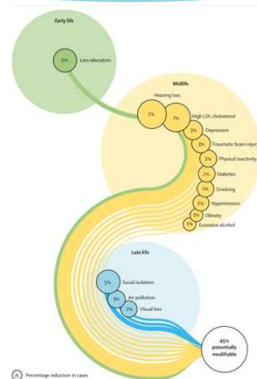 Early life
5%
Less education
Midlife
Hearing loss
7%
7%
High LDL cholesterol
3%
Depression
3%
Traumatic brain injury
2%
Physical inactivity
2%
Diabetes
2%
Smoking
2%
Hypertension
1%
Obesity
1%
Excessive alcohol
Late life
5%
Social isolation
3%
Air pollution
2%
Visual loss
45%
potentially
modifiable
Percentage reduction in cases